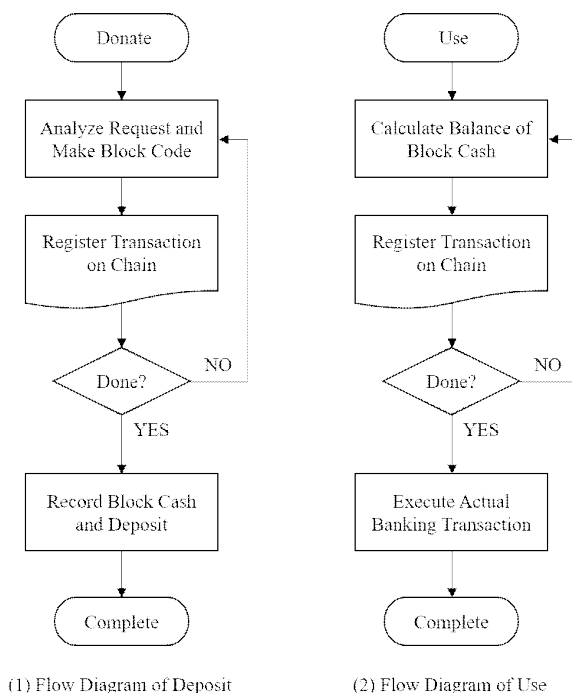 Donate
Analyze Request and
Make Block Code
Register Transaction
on Chain
Done?
NO
YES
Record Block Cash
and Deposit
Complete
(1) Flow Diagram of Deposit
Use
Calculate Balance of
Block Cash
Register Transaction
on Chain
Done?
NO
YES
Execute Actual
Banking Transaction
Complete
(2) Flow Diagram of Use